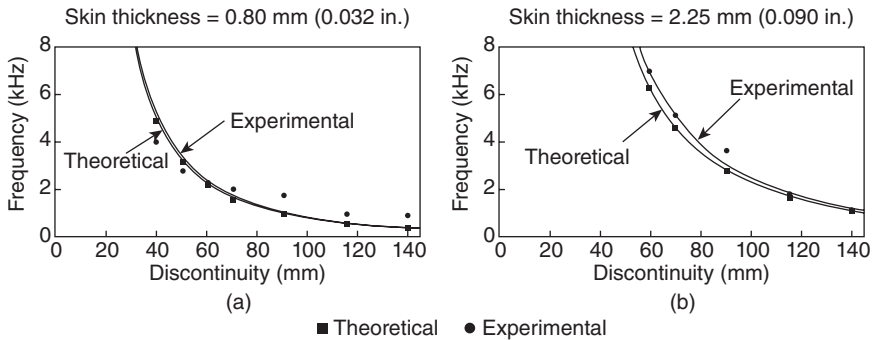 Skin thickness = 0.80 mm (0.032 in.)
8
6
4
2
0
Frequency (kHz)
Experimental
Theoretical
0 20 40 60 80 100 120 140
Discontinuity (mm)
(a)
Skin thickness = 2.25 mm (0.090 in.)
8
6
4
2
0
Frequency (kHz)
Experimental
Theoretical
0 20 40 60 80 100 120 140
Discontinuity (mm)
(b)
Theoretical Experimental